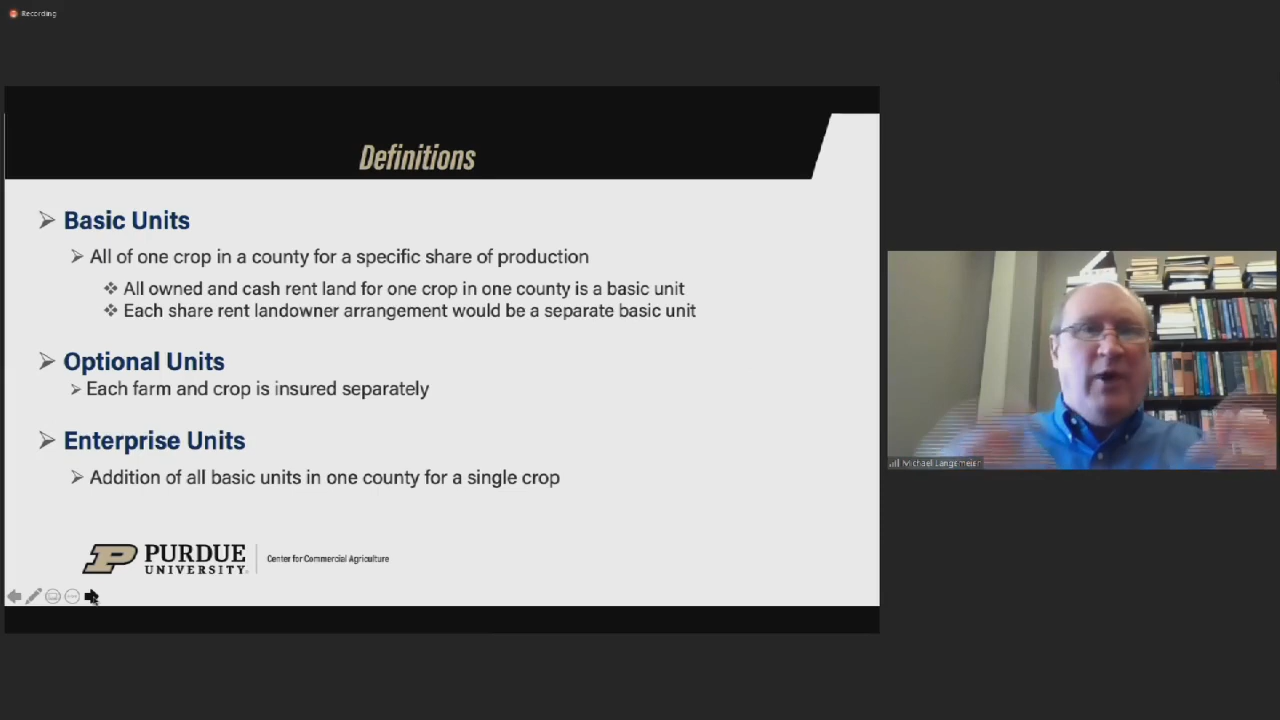 Recording
Definitions
Basic Units
All of one crop in a county for a specific share of production
All owned and cash rent land for one crop in one county is a basic unit
Each share rent landowner arrangement would be a separate basic unit
Optional Units
Each farm and crop is insured separately
Enterprise Units
Addition of all basic units in one county for a single crop
PURDUE
UNIVERSITY.
Center for Commercial Agriculture
Michael Langemeier